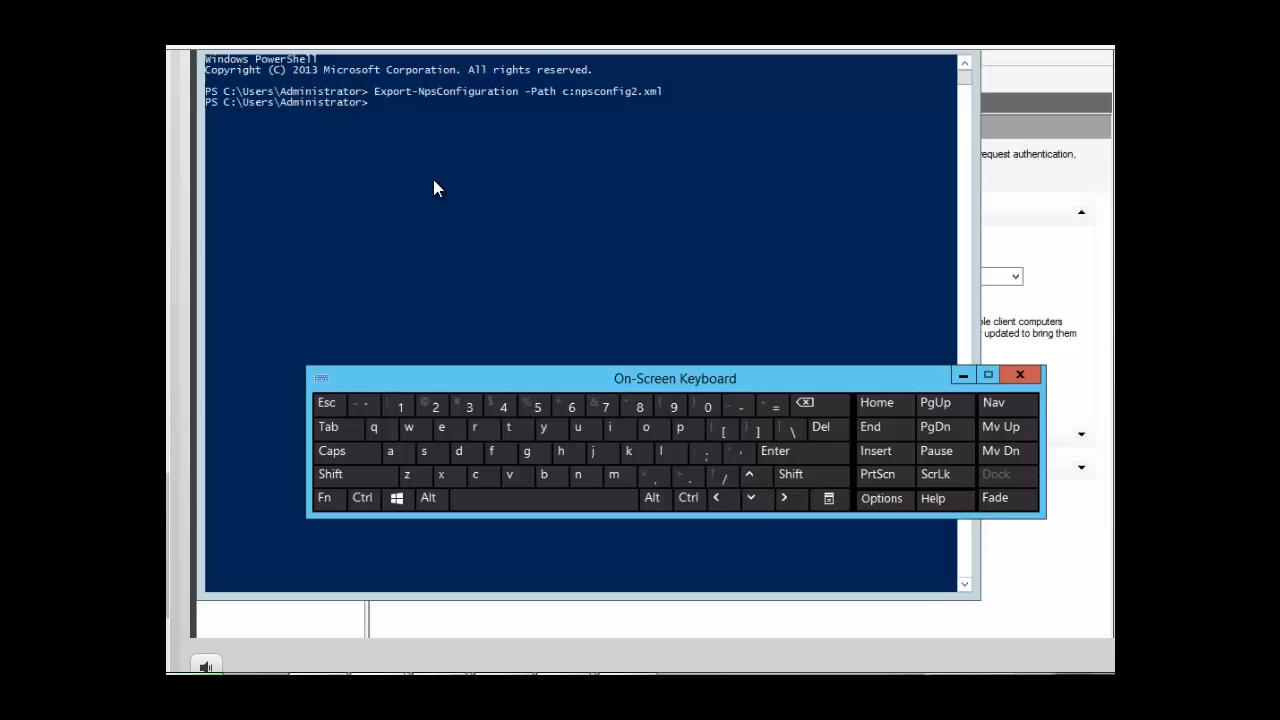 Windows PowerShell
Copyright (C) 2013 Microsoft Corporation. All rights reserved.
PS C:\Users\Administrator> Export-NpsConfiguration -Path c:npsconfig2.xml
PS C:\Users\Administrator>
equest authentication,
ple client computers
updated to bring them
On-Screen Keyboard
Esc ~ ` ! 1 @ 2 # 3 $ 4 % 5 ^ 6 & 7 * 8 ( 9 ) 0 _ - + = Home PgUp Nav
Tab q w e r t y u i o p { [ } ] | \ Del End PgDn Mv Up
Caps a s d f g h j k l : ; " ' Enter Insert Pause Mv Dn
Shift z x c v b n m < , > . ? / Shift PrtScn ScrLk Dock
Fn Ctrl Alt Alt Ctrl Options Help Fade